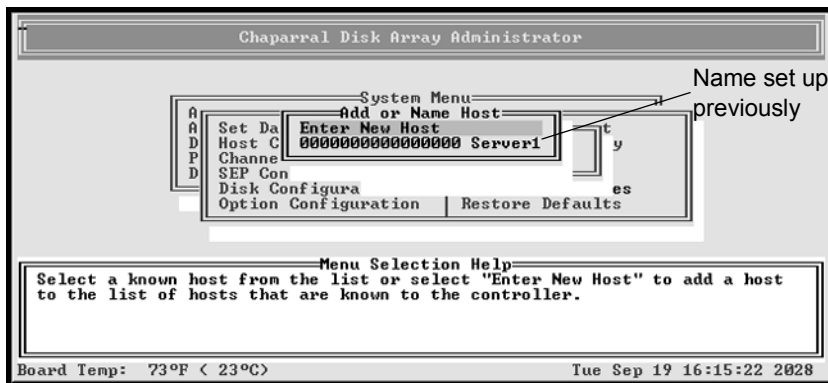 Chaparral Disk Array Administrator
Name set up
previously
System Menu
Add or Name Host
A
A
D
P
D
Set Da
Host C
Channe
SEP Con
Disk Configura
Option Configuration
Enter New Host
0000000000000000 Server1
t
y
es
Restore Defaults
Menu Selection Help
Select a known host from the list or select "Enter New Host" to add a host
to the list of hosts that are known to the controller.
Board Temp: 73°F ( 23°C)
Tue Sep 19 16:15:22 2028